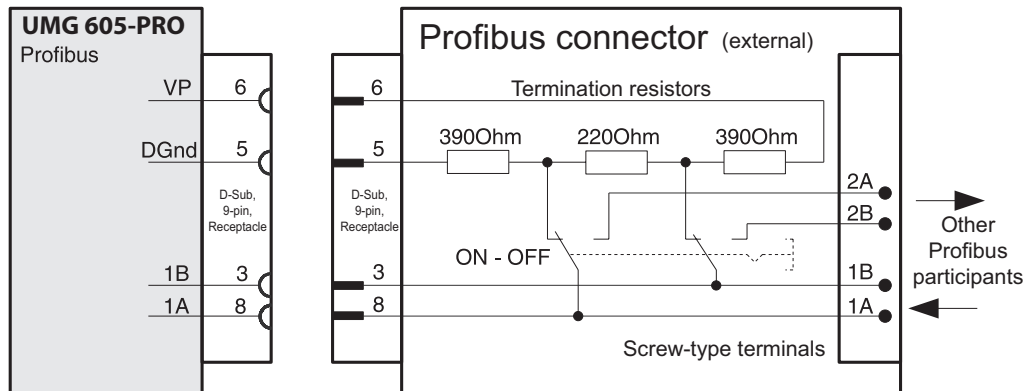 UMG 605-PRO
Profibus
VP 6
DGnd 5
D-Sub,
9-pin,
Receptacle
1B 3
1A 8
Profibus connector (external)
6
Termination resistors
5
390Ohm 220Ohm 390Ohm
D-Sub,
9-pin,
Receptacle
ON - OFF
3
8
2A
2B
1B
1A
Screw-type terminals
Other
Profibus
participants